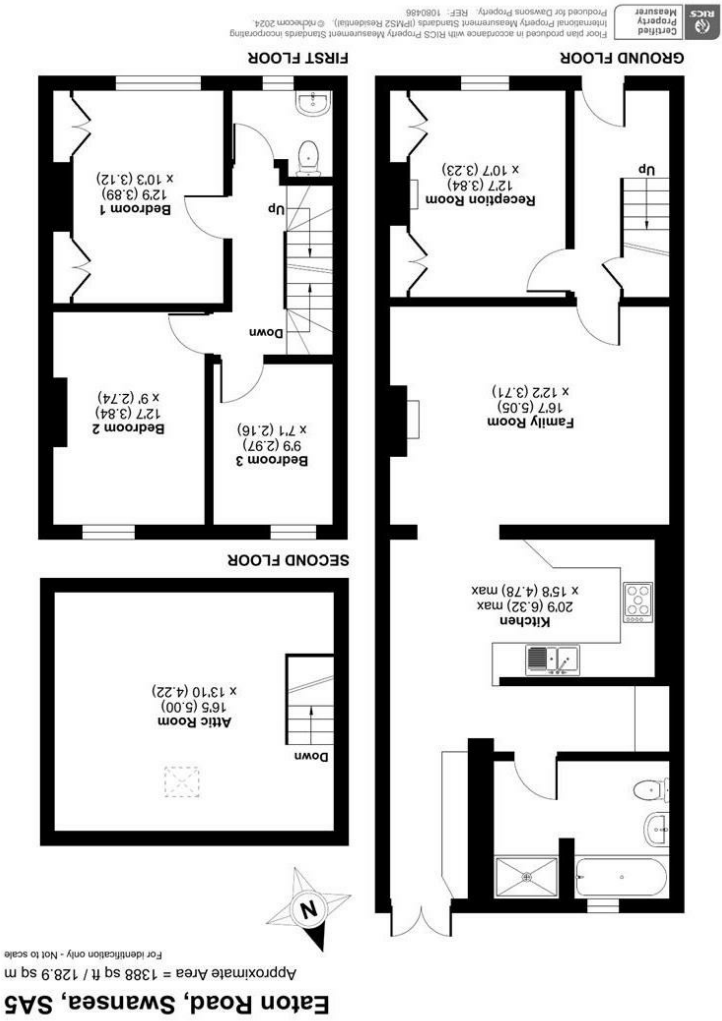 Eaton Road, Swansea, SA5
Approximate Area = 1388 sq ft / 128.9 sq m
For identification only - Not to scale
N
Down
Attic Room
16'5 (5.00)
x 13'10 (4.22)
SECOND FLOOR
Kitchen
20'9 (6.32) max
x 15'8 (4.78) max
Bedroom 3
9'9 (2.97)
x 7'1 (2.16)
Bedroom 2
12'7 (3.84)
x 9' (2.74)
Family Room
16'7 (5.05)
x 12'2 (3.71)
Down
Up
Bedroom 1
12'9 (3.89)
x 10'3 (3.12)
Reception Room
12'7 (3.84)
x 10'7 (3.23)
Up
GROUND FLOOR
FIRST FLOOR
RICS
Certified
Property
Measurer
Floor plan produced in accordance with RICS Property Measurement Standards incorporating
International Property Measurement Standards (IPMS2 Residential). © nichecom 2024.
Produced for Dawsons Property. REF: 1080486